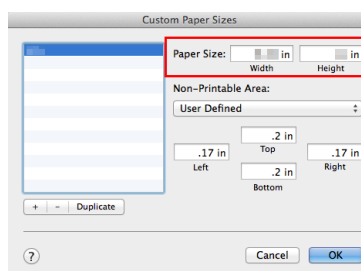 Custom Paper Sizes
Paper Size: in in
Width Height
Non-Printable Area:
User Defined
.2 in
Top
.17 in .17 in
Left Right
.2 in
Bottom
+ - Duplicate
? Cancel OK